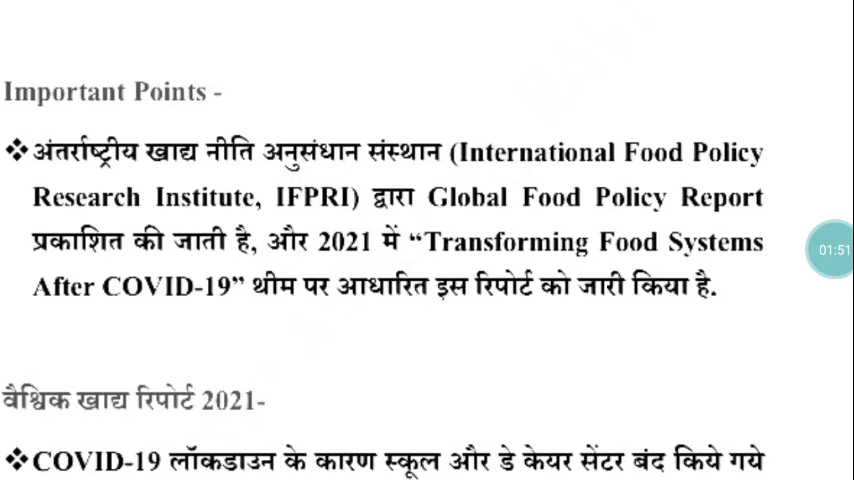 Important Points -
❖अंतर्राष्ट्रीय खाद्य नीति अनुसंधान संस्थान (International Food Policy
Research Institute, IFPRI) द्वारा Global Food Policy Report
प्रकाशित की जाती है, और 2021 में “Transforming Food Systems
After COVID-19” थीम पर आधारित इस रिपोर्ट को जारी किया है.
01:51
वैश्विक खाद्य रिपोर्ट 2021-
❖COVID-19 लॉकडाउन के कारण स्कूल और डे केयर सेंटर बंद किये गये